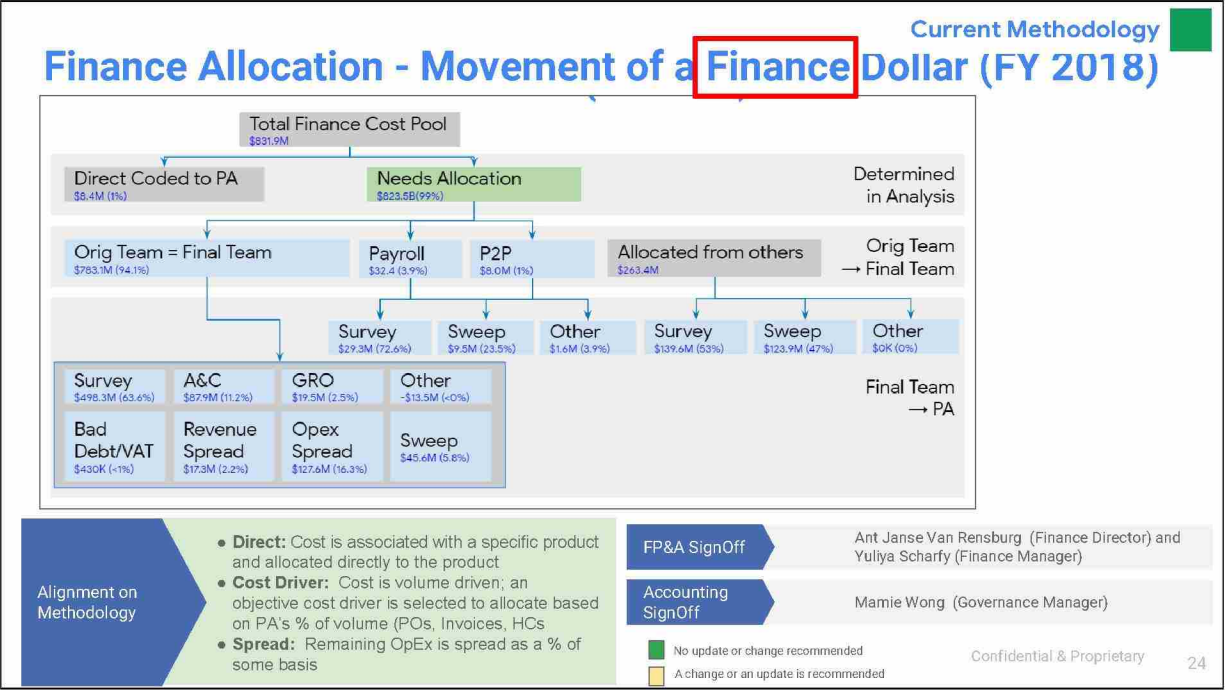 Current Methodology
Finance Allocation - Movement of a Finance Dollar (FY 2018)
Total Finance Cost Pool
$831.9M
Direct Coded to PA
$8.4M (1%)
Needs Allocation
$823.5B(99%)
Determined
in Analysis
Orig Team = Final Team
$783.1M (94.1%)
Payroll
$32.4 (3.9%)
P2P
$8.0M (1%)
Allocated from others
$263.4M
Orig Team
→ Final Team
Survey
$29.3M (72.6%)
Sweep
$9.5M (23.5%)
Other
$1.6M (3.9%)
Survey
$139.6M (53%)
Sweep
$123.9M (47%)
Other
$0K (0%)
Survey
$498.3M (63.6%)
A&C
$87.9M (11.2%)
GRO
$19.5M (2.5%)
Other
-$13.5M (<0%)
Final Team
→ PA
Bad
Debt/VAT
$430K (<1%)
Revenue
Spread
$17.3M (2.2%)
Opex
Spread
$127.6M (16.3%)
Sweep
$45.6M (5.8%)
Alignment on
Methodology
● Direct: Cost is associated with a specific product
and allocated directly to the product
● Cost Driver: Cost is volume driven; an
objective cost driver is selected to allocate based
on PA's % of volume (POs, Invoices, HCs
● Spread: Remaining OpEx is spread as a % of
some basis
FP&A SignOff
Ant Janse Van Rensburg (Finance Director) and
Yuliya Scharfy (Finance Manager)
Accounting
SignOff
Mamie Wong (Governance Manager)
No update or change recommended
A change or an update is recommended
Confidential & Proprietary
24